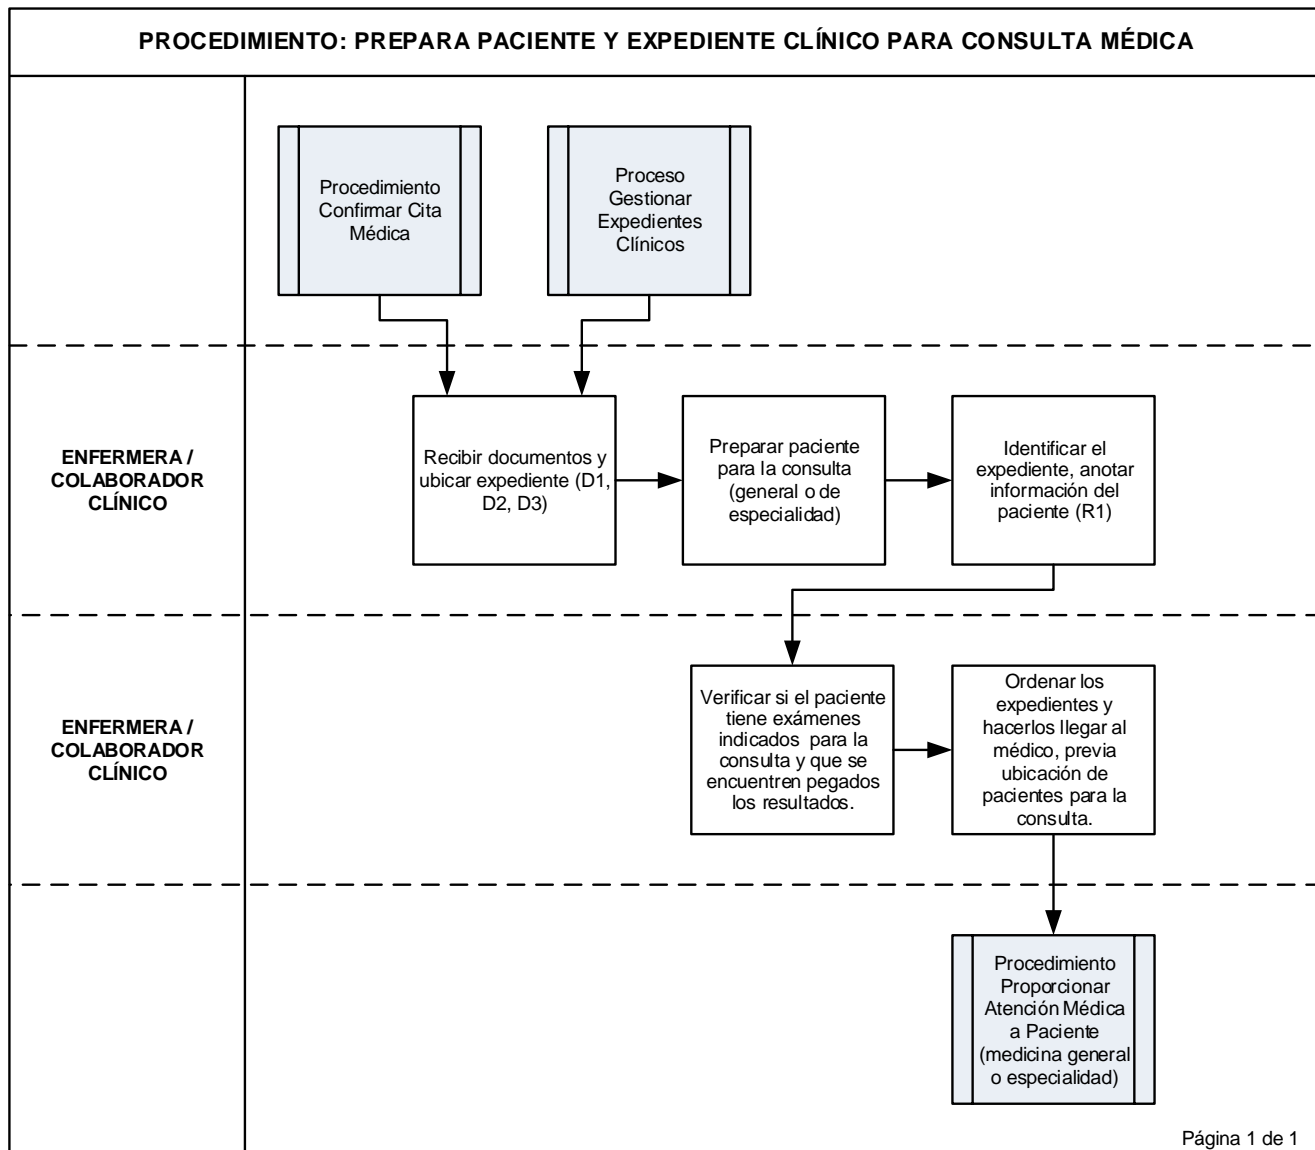 PROCEDIMIENTO: PREPARA PACIENTE Y EXPEDIENTE CLÍNICO PARA CONSULTA MÉDICA
Procedimiento
Confirmar Cita
Médica
Proceso
Gestionar
Expedientes
Clínicos
ENFERMERA /
COLABORADOR
CLÍNICO
Recibir documentos y
ubicar expediente (D1,
D2, D3)
Preparar paciente
para la consulta
(general o de
especialidad)
Identificar el
expediente, anotar
información del
paciente (R1)
ENFERMERA /
COLABORADOR
CLÍNICO
Verificar si el paciente
tiene exámenes
indicados para la
consulta y que se
encuentren pegados
los resultados.
Ordenar los
expedientes y
hacerlos llegar al
médico, previa
ubicación de
pacientes para la
consulta.
Procedimiento
Proporcionar
Atención Médica
a Paciente
(medicina general
o especialidad)
Página 1 de 1